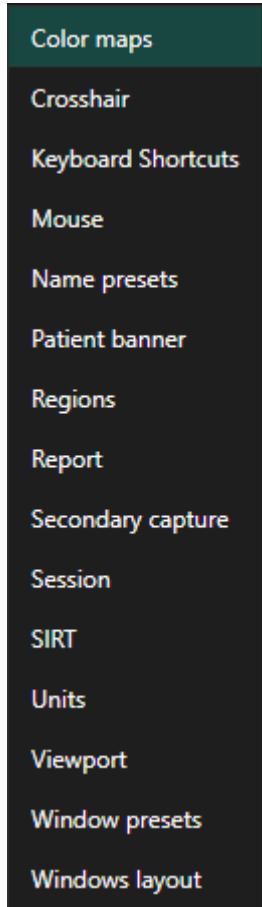 Color maps
Crosshair
Keyboard Shortcuts
Mouse
Name presets
Patient banner
Regions
Report
Secondary capture
Session
SIRT
Units
Viewport
Window presets
Windows layout